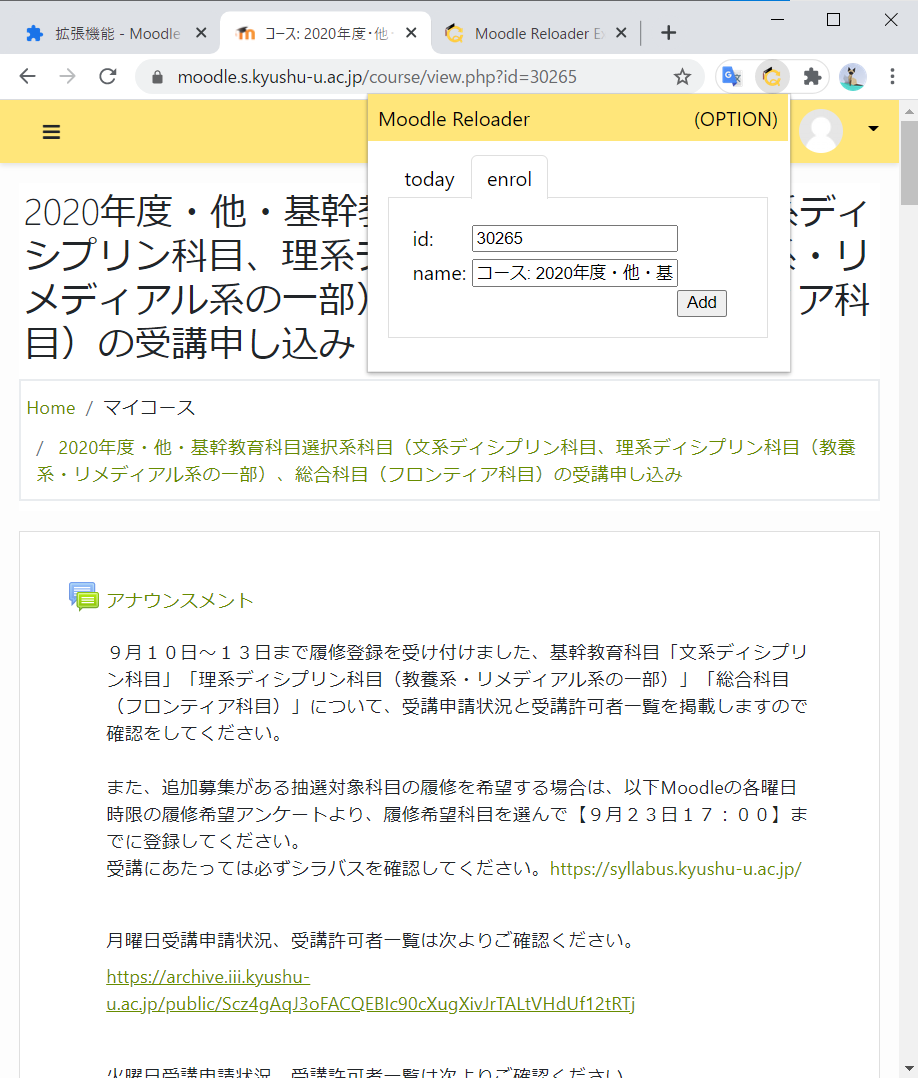 拡張機能 - Moodle
コース: 2020年度・他・
Moodle Reloader Ex
moodle.s.kyushu-u.ac.jp/course/view.php?id=30265
Moodle Reloader (OPTION)
today enrol
id: 30265
name: コース: 2020年度・他・基
Add
2020年度・他・基幹 系ディ
シプリン科目、理系デ ・リ
メディアル系の一部） ア科
目）の受講申し込み
Home / マイコース
/ 2020年度・他・基幹教育科目選択系科目（文系ディシプリン科目、理系ディシプリン科目（教養
系・リメディアル系の一部）、総合科目（フロンティア科目）の受講申し込み
アナウンスメント
９月１０日～１３日まで履修登録を受け付けました、基幹教育科目「文系ディシプリ
ン科目」「理系ディシプリン科目（教養系・リメディアル系の一部）」「総合科目
（フロンティア科目）」について、受講申請状況と受講許可者一覧を掲載しますので
確認をしてください。
また、追加募集がある抽選対象科目の履修を希望する場合は、以下Moodleの各曜日
時限の履修希望アンケートより、履修希望科目を選んで【９月２３日１７：００】ま
でに登録してください。
受講にあたっては必ずシラバスを確認してください。https://syllabus.kyushu-u.ac.jp/
月曜日受講申請状況、受講許可者一覧は次よりご確認ください。
https://archive.iii.kyushu-
u.ac.jp/public/Scz4gAqJ3oFACQEBIc90cXugXivJrTALtVHdUf12tRTj
火曜日受講申請状況、受講許可者一覧は次よりご確認ください。